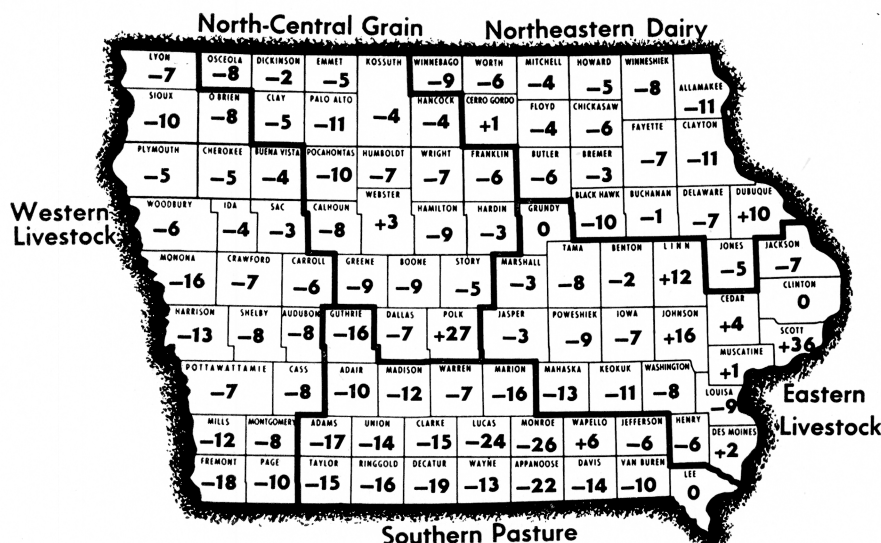 North-Central Grain
Northeastern Dairy
LYON
−7
OSCEOLA
−8
DICKINSON
−2
EMMET
−5
KOSSUTH
−4
WINNEBAGO
−9
WORTH
−6
MITCHELL
−4
HOWARD
−5
WINNESHIEK
−8
ALLAMAKEE
−11
SIOUX
−10
O BRIEN
−8
CLAY
−5
PALO ALTO
−11
HANCOCK
−4
CERRO GORDO
+1
FLOYD
−4
CHICKASAW
−6
FAYETTE
−7
CLAYTON
−11
PLYMOUTH
−5
CHEROKEE
−5
BUENA VISTA
−4
POCAHONTAS
−10
HUMBOLDT
−7
WRIGHT
−7
FRANKLIN
−6
BUTLER
−6
BREMER
−3
Western
Livestock
WOODBURY
−6
IDA
−4
SAC
−3
CALHOUN
−8
WEBSTER
+3
HAMILTON
−9
HARDIN
−3
GRUNDY
0
BLACK HAWK
−10
BUCHANAN
−1
DELAWARE
−7
DUBUQUE
+10
MONONA
−16
CRAWFORD
−7
CARROLL
−6
GREENE
−9
BOONE
−9
STORY
−5
MARSHALL
−3
TAMA
−8
BENTON
−2
LINN
+12
JONES
−5
JACKSON
−7
CLINTON
0
HARRISON
−13
SHELBY
−8
AUDUBON
−8
GUTHRIE
−16
DALLAS
−7
POLK
+27
JASPER
−3
POWESHIEK
−9
IOWA
−7
JOHNSON
+16
CEDAR
+4
SCOTT
+36
MUSCATINE
+1
POTTAWATTAMIE
−7
CASS
−8
ADAIR
−10
MADISON
−12
WARREN
−7
MARION
−16
MAHASKA
−13
KEOKUK
−11
WASHINGTON
−8
LOUISA
−9
Eastern
Livestock
MILLS
−12
MONTGOMERY
−8
ADAMS
−17
UNION
−14
CLARKE
−15
LUCAS
−24
MONROE
−26
WAPELLO
+6
JEFFERSON
−6
HENRY
−6
DES MOINES
+2
FREMONT
−18
PAGE
−10
TAYLOR
−15
RINGGOLD
−16
DECATUR
−19
WAYNE
−13
APPANOOSE
−22
DAVIS
−14
VAN BUREN
−10
LEE
0
Southern Pasture